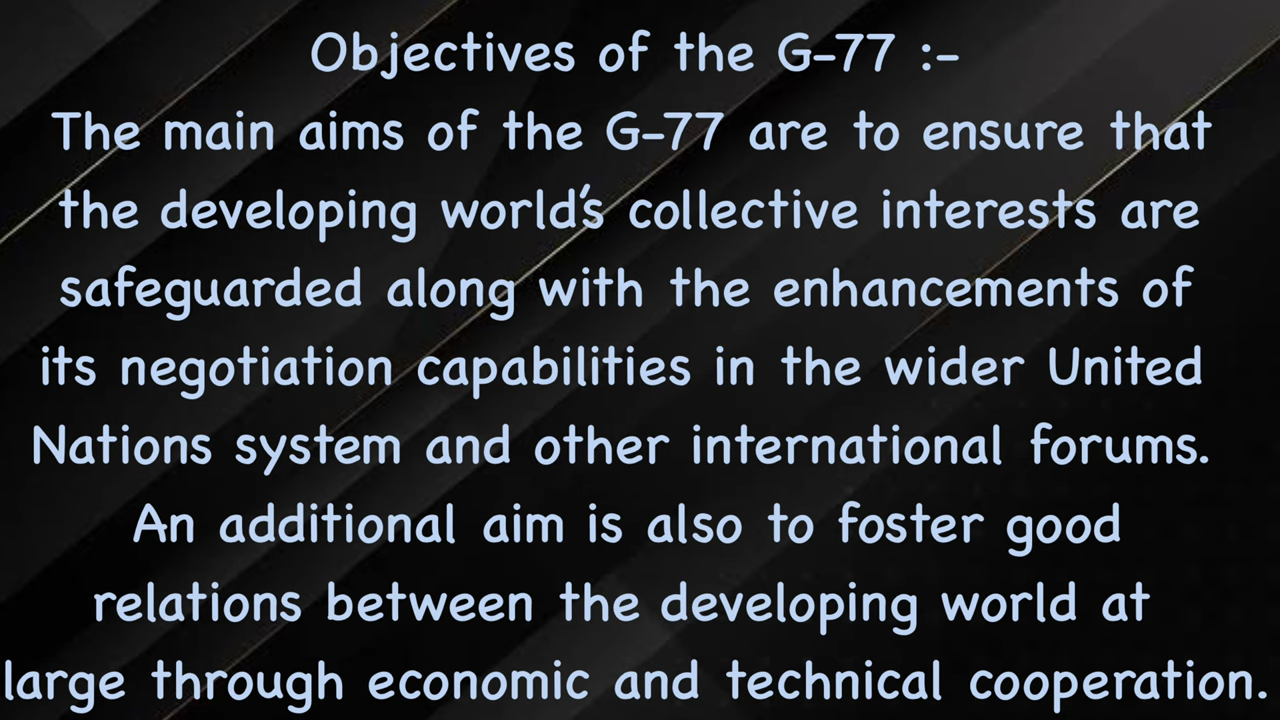 Objectives of the G-77 :-
The main aims of the G-77 are to ensure that
the developing world's collective interests are
safeguarded along with the enhancements of
its negotiation capabilities in the wider United
Nations system and other international forums.
An additional aim is also to foster good
relations between the developing world at
large through economic and technical cooperation.